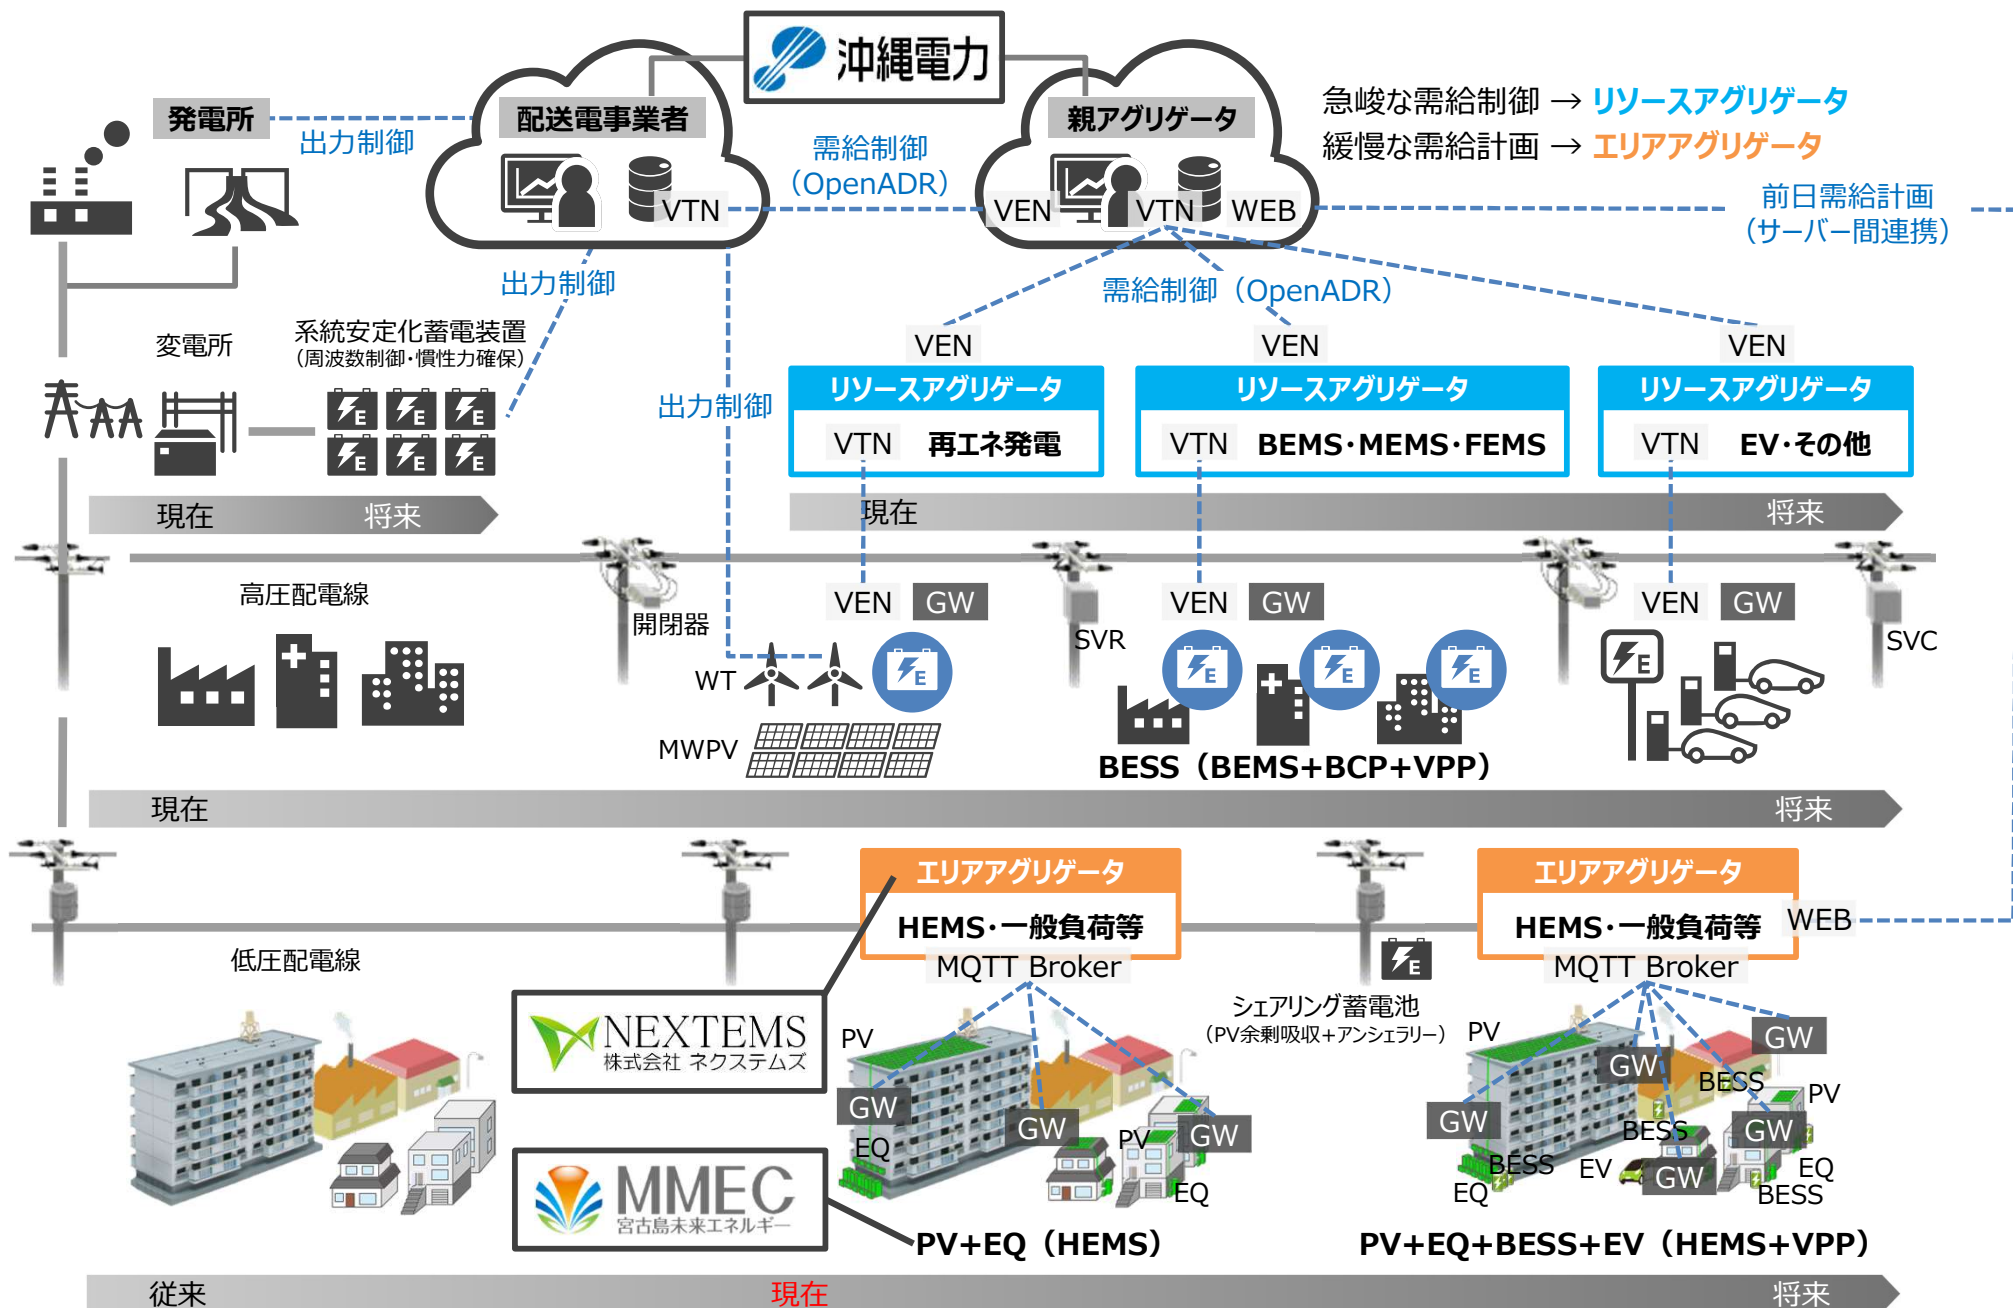 沖縄電力
発電所
出力制御
配送電事業者
VTN
需給制御
（OpenADR）
親アグリゲータ
VEN
VTN
WEB
急峻な需給制御 → リソースアグリゲータ
緩慢な需給計画 → エリアアグリゲータ
前日需給計画
（サーバー間連携）
出力制御
需給制御（OpenADR）
変電所
系統安定化蓄電装置
（周波数制御・慣性力確保）
E
E
E
E
E
E
出力制御
VEN
リソースアグリゲータ
VTN
再エネ発電
VEN
リソースアグリゲータ
VTN
BEMS・MEMS・FEMS
VEN
リソースアグリゲータ
VTN
EV・その他
現在
将来
現在
将来
高圧配電線
開閉器
VEN
GW
SVR
VEN
GW
VEN
GW
SVC
WT
E
E
E
E
E
MWPV
BESS（BEMS+BCP+VPP）
現在
将来
エリアアグリゲータ
HEMS・一般負荷等
MQTT Broker
エリアアグリゲータ
HEMS・一般負荷等
WEB
MQTT Broker
低圧配電線
E
シェアリング蓄電池
（PV余剰吸収+アンシェラリー）
NEXTEMS
株式会社 ネクステムズ
PV
GW
EQ
GW
PV
GW
EQ
PV
GW
GW
GW
BESS
PV
BESS
GW
BESS
EV
GW
EQ
EQ
BESS
MMEC
宮古島未来エネルギー
PV+EQ（HEMS）
PV+EQ+BESS+EV（HEMS+VPP）
従来
現在
将来